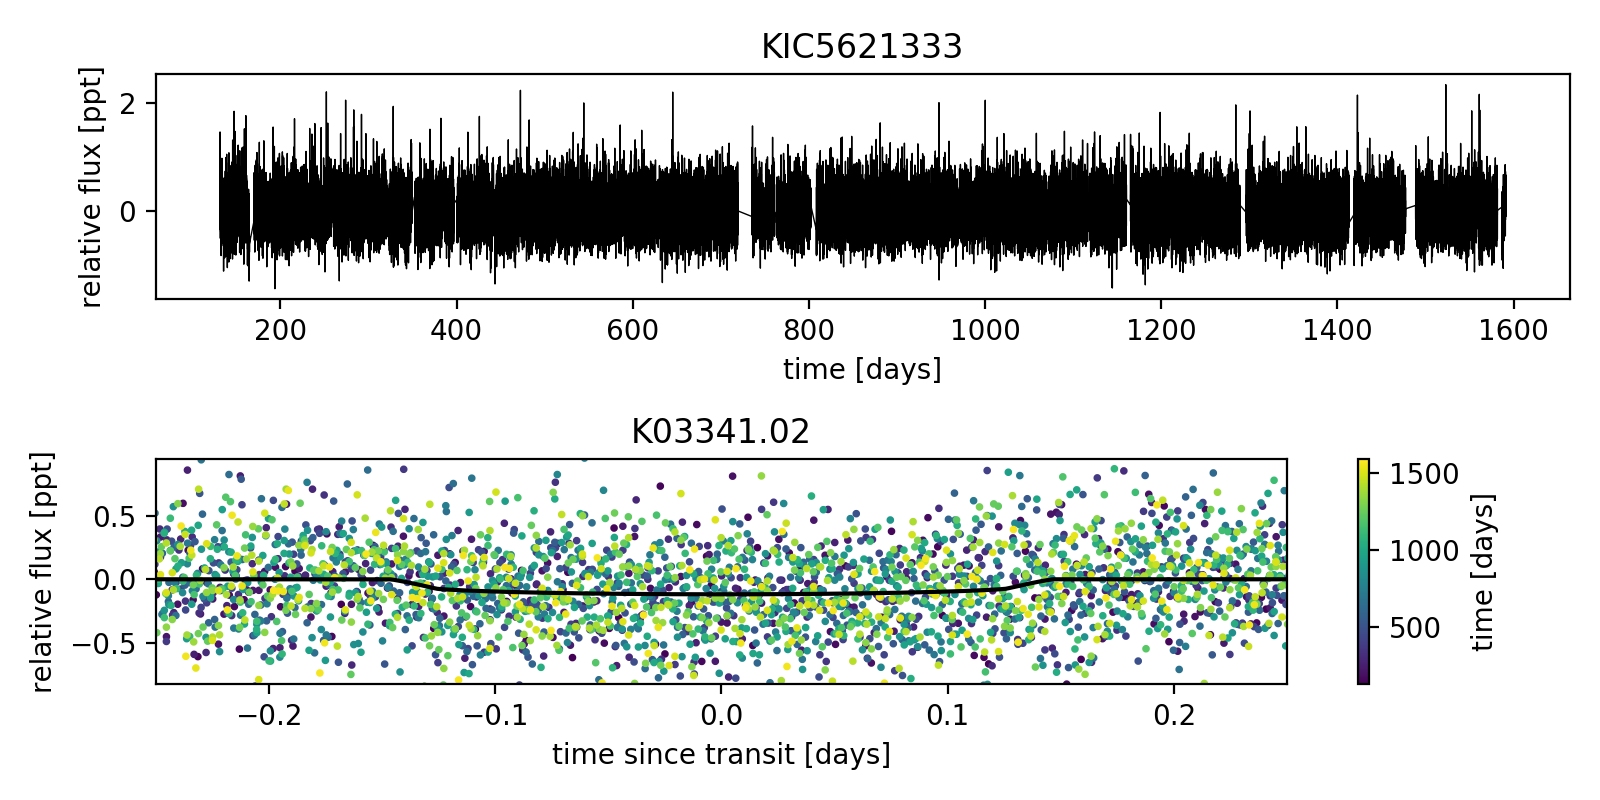 KIC5621333
relative flux [ppt]
2
0
200 400 600 800 1000 1200 1400 1600
time [days]
K03341.02
relative flux [ppt]
0.5
0.0
−0.5
−0.2 −0.1 0.0 0.1 0.2
time since transit [days]
1500
1000
500
time [days]